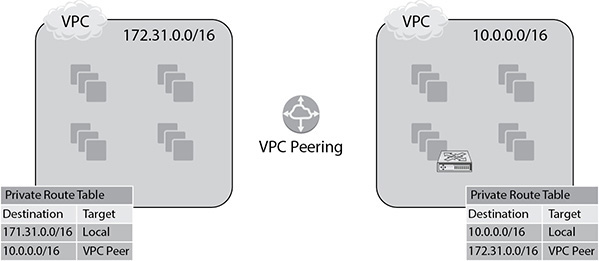 VPC
172.31.0.0/16
VPC
10.0.0.0/16
VPC Peering
Private Route Table
Destination Target
171.31.0.0/16 Local
10.0.0.0/16 VPC Peer
Private Route Table
Destination Target
10.0.0.0/16 Local
172.31.0.0/16 VPC Peer